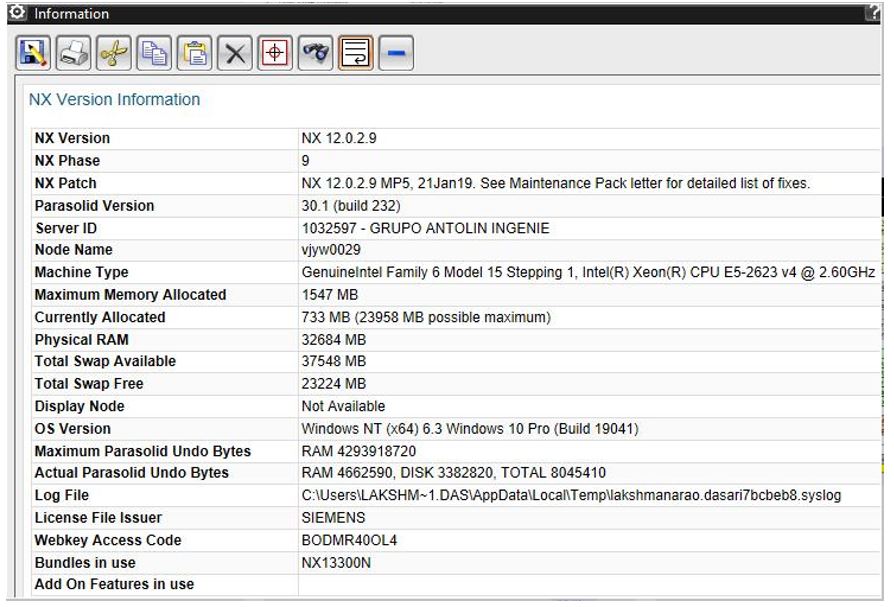 Information
?
NX Version Information
NX Version NX 12.0.2.9
NX Phase 9
NX Patch NX 12.0.2.9 MP5, 21Jan19. See Maintenance Pack letter for detailed list of fixes.
Parasolid Version 30.1 (build 232)
Server ID 1032597 - GRUPO ANTOLIN INGENIE
Node Name vjyw0029
Machine Type GenuineIntel Family 6 Model 15 Stepping 1, Intel(R) Xeon(R) CPU E5-2623 v4 @ 2.60GHz
Maximum Memory Allocated 1547 MB
Currently Allocated 733 MB (23958 MB possible maximum)
Physical RAM 32684 MB
Total Swap Available 37548 MB
Total Swap Free 23224 MB
Display Node Not Available
OS Version Windows NT (x64) 6.3 Windows 10 Pro (Build 19041)
Maximum Parasolid Undo Bytes RAM 4293918720
Actual Parasolid Undo Bytes RAM 4662590, DISK 3382820, TOTAL 8045410
Log File C:\Users\LAKSHM~1.DAS\AppData\Local\Temp\lakshmanarao.dasari7bcbeb8.syslog
License File Issuer SIEMENS
Webkey Access Code BODMR40OL4
Bundles in use NX13300N
Add On Features in use